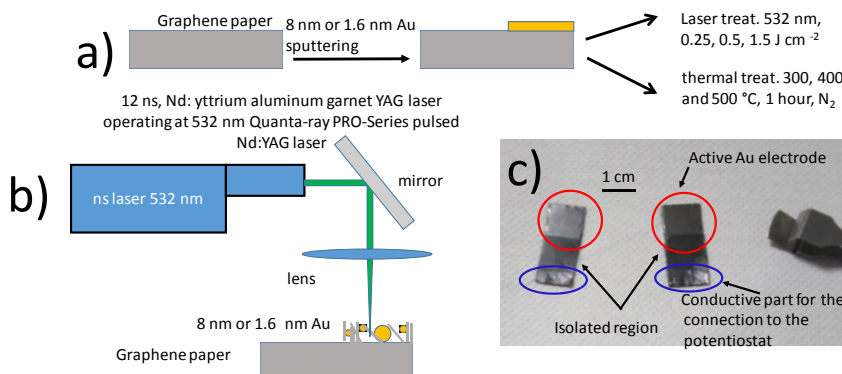 a)
Graphene paper
8 nm or 1.6 nm Au
sputtering
Laser treat. 532 nm,
0.25, 0.5, 1.5 J cm -2
thermal treat. 300, 400
and 500 °C, 1 hour, N2
12 ns, Nd: yttrium aluminum garnet YAG laser
operating at 532 nm Quanta-ray PRO-Series pulsed
Nd:YAG laser
b)
ns laser 532 nm
mirror
lens
8 nm or 1.6 nm Au
Graphene paper
c)
Active Au electrode
1 cm
Isolated region
Conductive part for the
connection to the
potentiostat